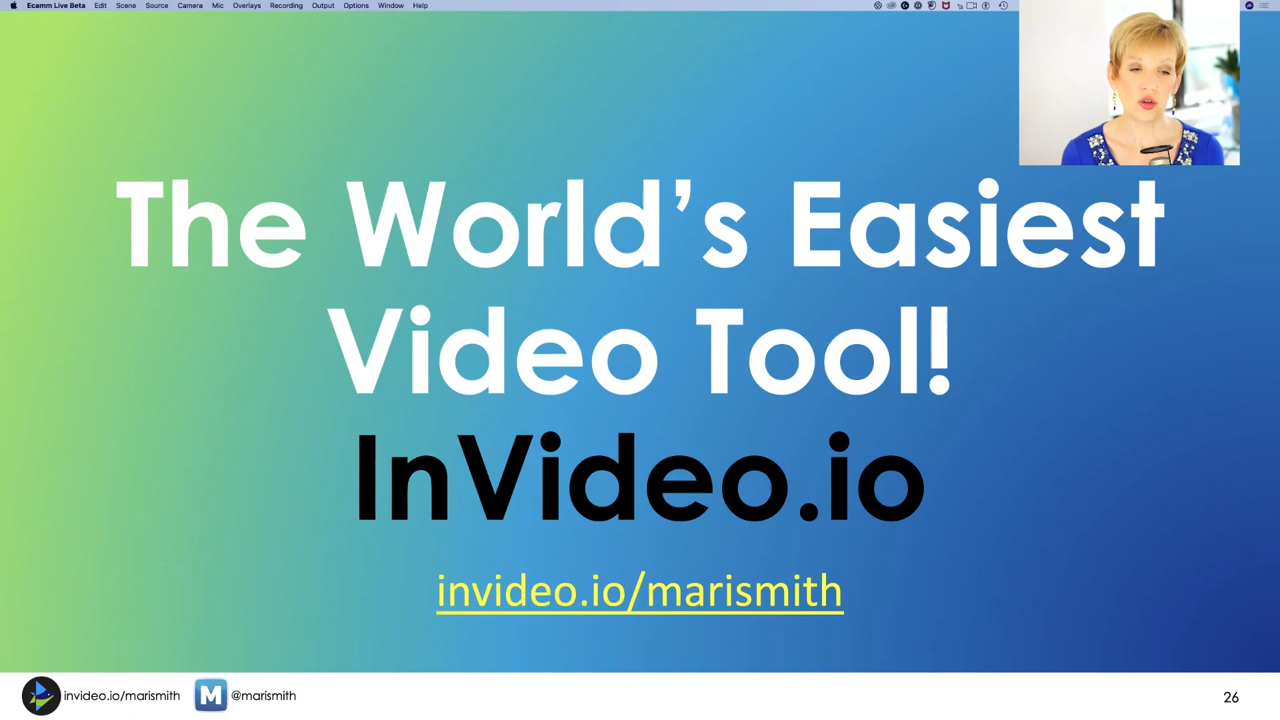 Ecamm Live Beta Edit Scene Source Camera Mic Overlays Recording Output Options Window Help
The World’s Easiest
Video Tool!
InVideo.io
invideo.io/marismith
invideo.io/marismith M @marismith 26